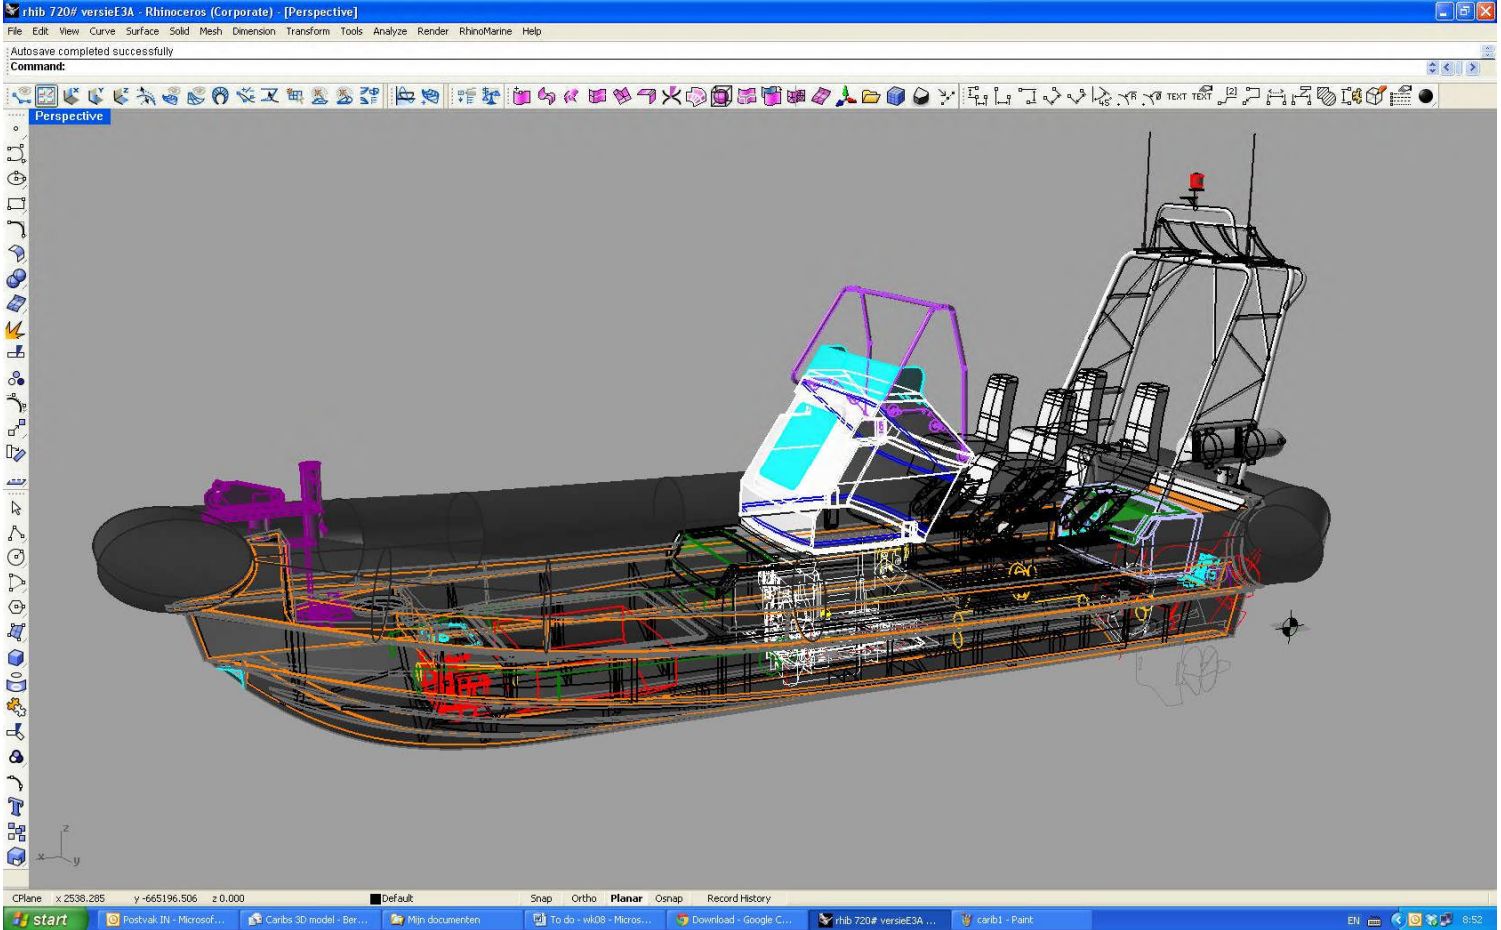 rhib 720# versieE3A - Rhinoceros (Corporate) - [Perspective]
File Edit View Curve Surface Solid Mesh Dimension Transform Tools Analyze Render RhinoMarine Help
Autosave completed successfully
Command:
TEXT TEXT
Perspective
z
x y
CPlane x 2538.285 y -665196.506 z 0.000 Default Snap Ortho Planar Osnap Record History
start Postvak IN - Microsof... Caribs 3D model - Ber... Mijn documenten To do - wk08 - Micros... Download - Google C... rhib 720# versieE3A ... carib1 - Paint EN 8:52